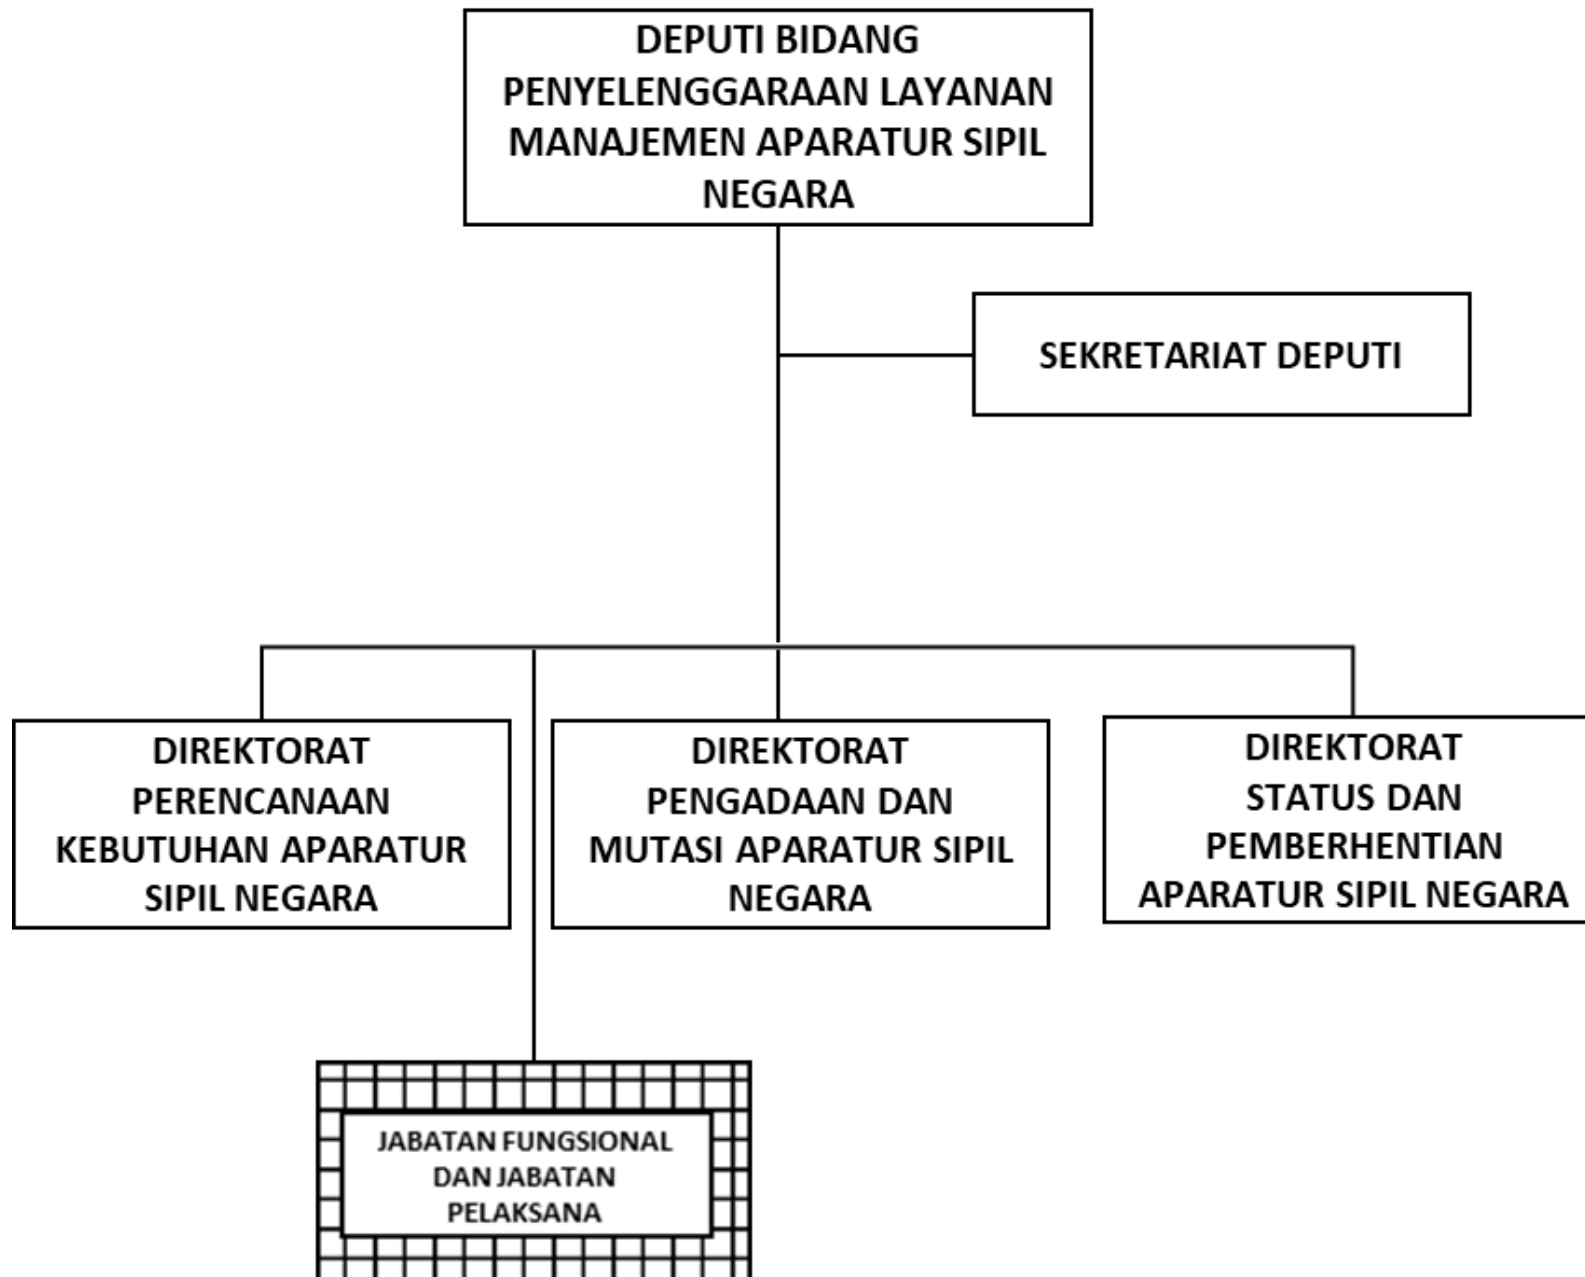 DEPUTI BIDANG
PENYELENGGARAAN LAYANAN
MANAJEMEN APARATUR SIPIL
NEGARA
SEKRETARIAT DEPUTI
DIREKTORAT
PERENCANAAN
KEBUTUHAN APARATUR
SIPIL NEGARA
DIREKTORAT
PENGADAAN DAN
MUTASI APARATUR SIPIL
NEGARA
DIREKTORAT
STATUS DAN
PEMBERHENTIAN
APARATUR SIPIL NEGARA
JABATAN FUNGSIONAL
DAN JABATAN
PELAKSANA